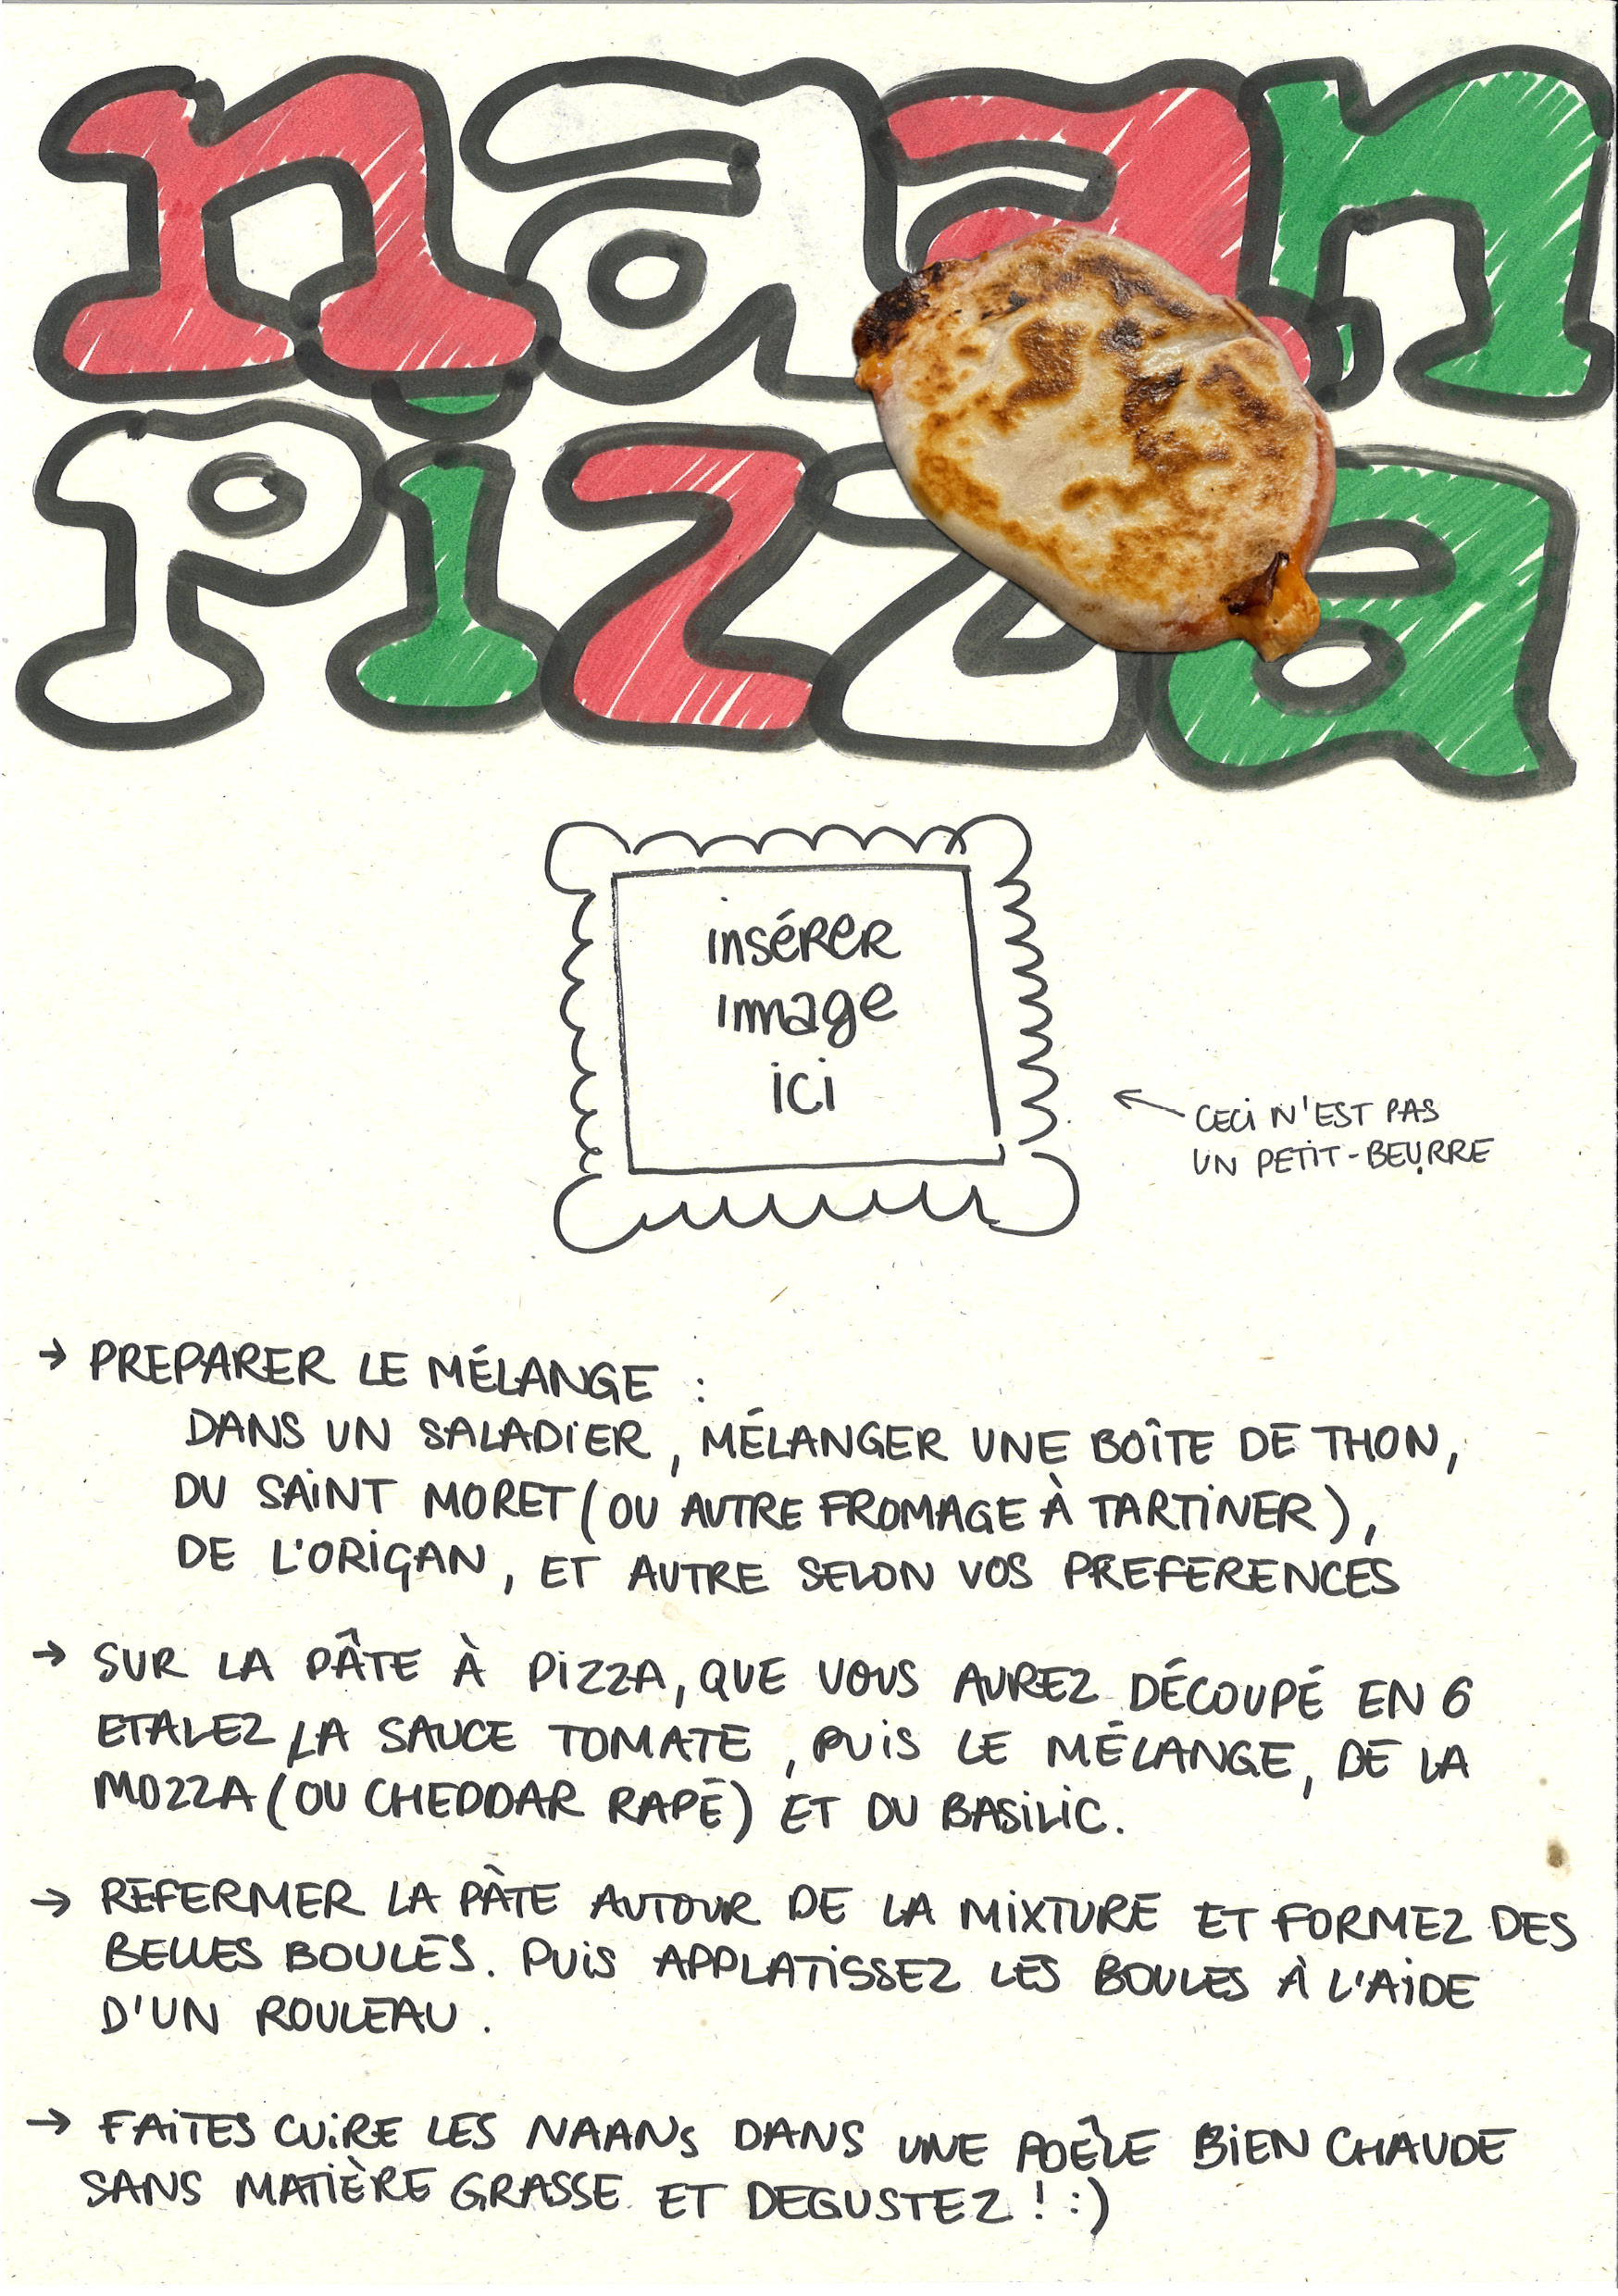 naan
Pizza
insérer
image
ici
CECI N'EST PAS
UN PETIT-BEURRE
→ PREPARER LE MÉLANGE :
DANS UN SALADIER, MÉLANGER UNE BOÎTE DE THON,
DU SAINT MORET (OU AUTRE FROMAGE À TARTINER),
DE L'ORIGAN, ET AUTRE SELON VOS PREFERENCES
→ SUR LA PÂTE À PIZZA, QUE VOUS AUREZ DÉCOUPÉ EN 6
ETALEZ LA SAUCE TOMATE, PUIS LE MÉLANGE, DE LA
MOZZA (OU CHEDDAR RAPÉ) ET DU BASILIC.
→ REFERMER LA PÂTE AUTOUR DE LA MIXTURE ET FORMEZ DES
BELLES BOULES. PUIS APPLATISSEZ LES BOULES À L'AIDE
D'UN ROULEAU.
→ FAITES CUIRE LES NAANS DANS UNE POÊLE BIEN CHAUDE
SANS MATIÈRE GRASSE ET DEGUSTEZ ! :)